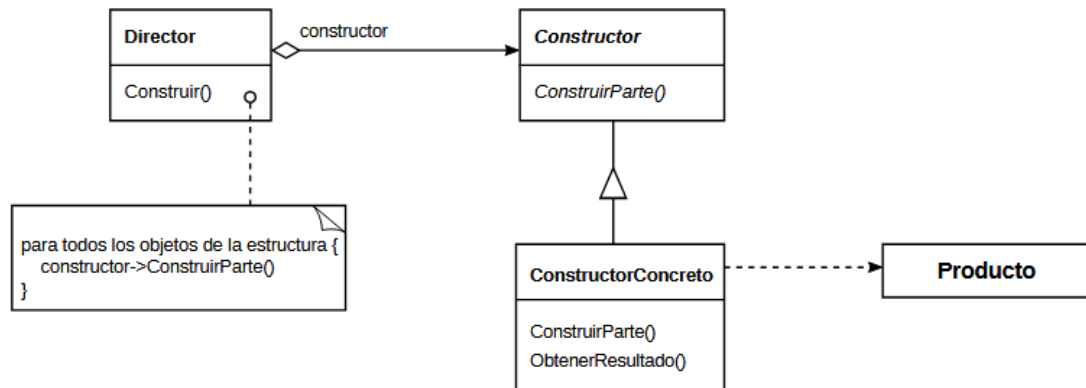 Director
constructor
Constructor
Construir()
ConstruirParte()
para todos los objetos de la estructura {
constructor->ConstruirParte()
}
ConstructorConcreto
Producto
ConstruirParte()
ObtenerResultado()